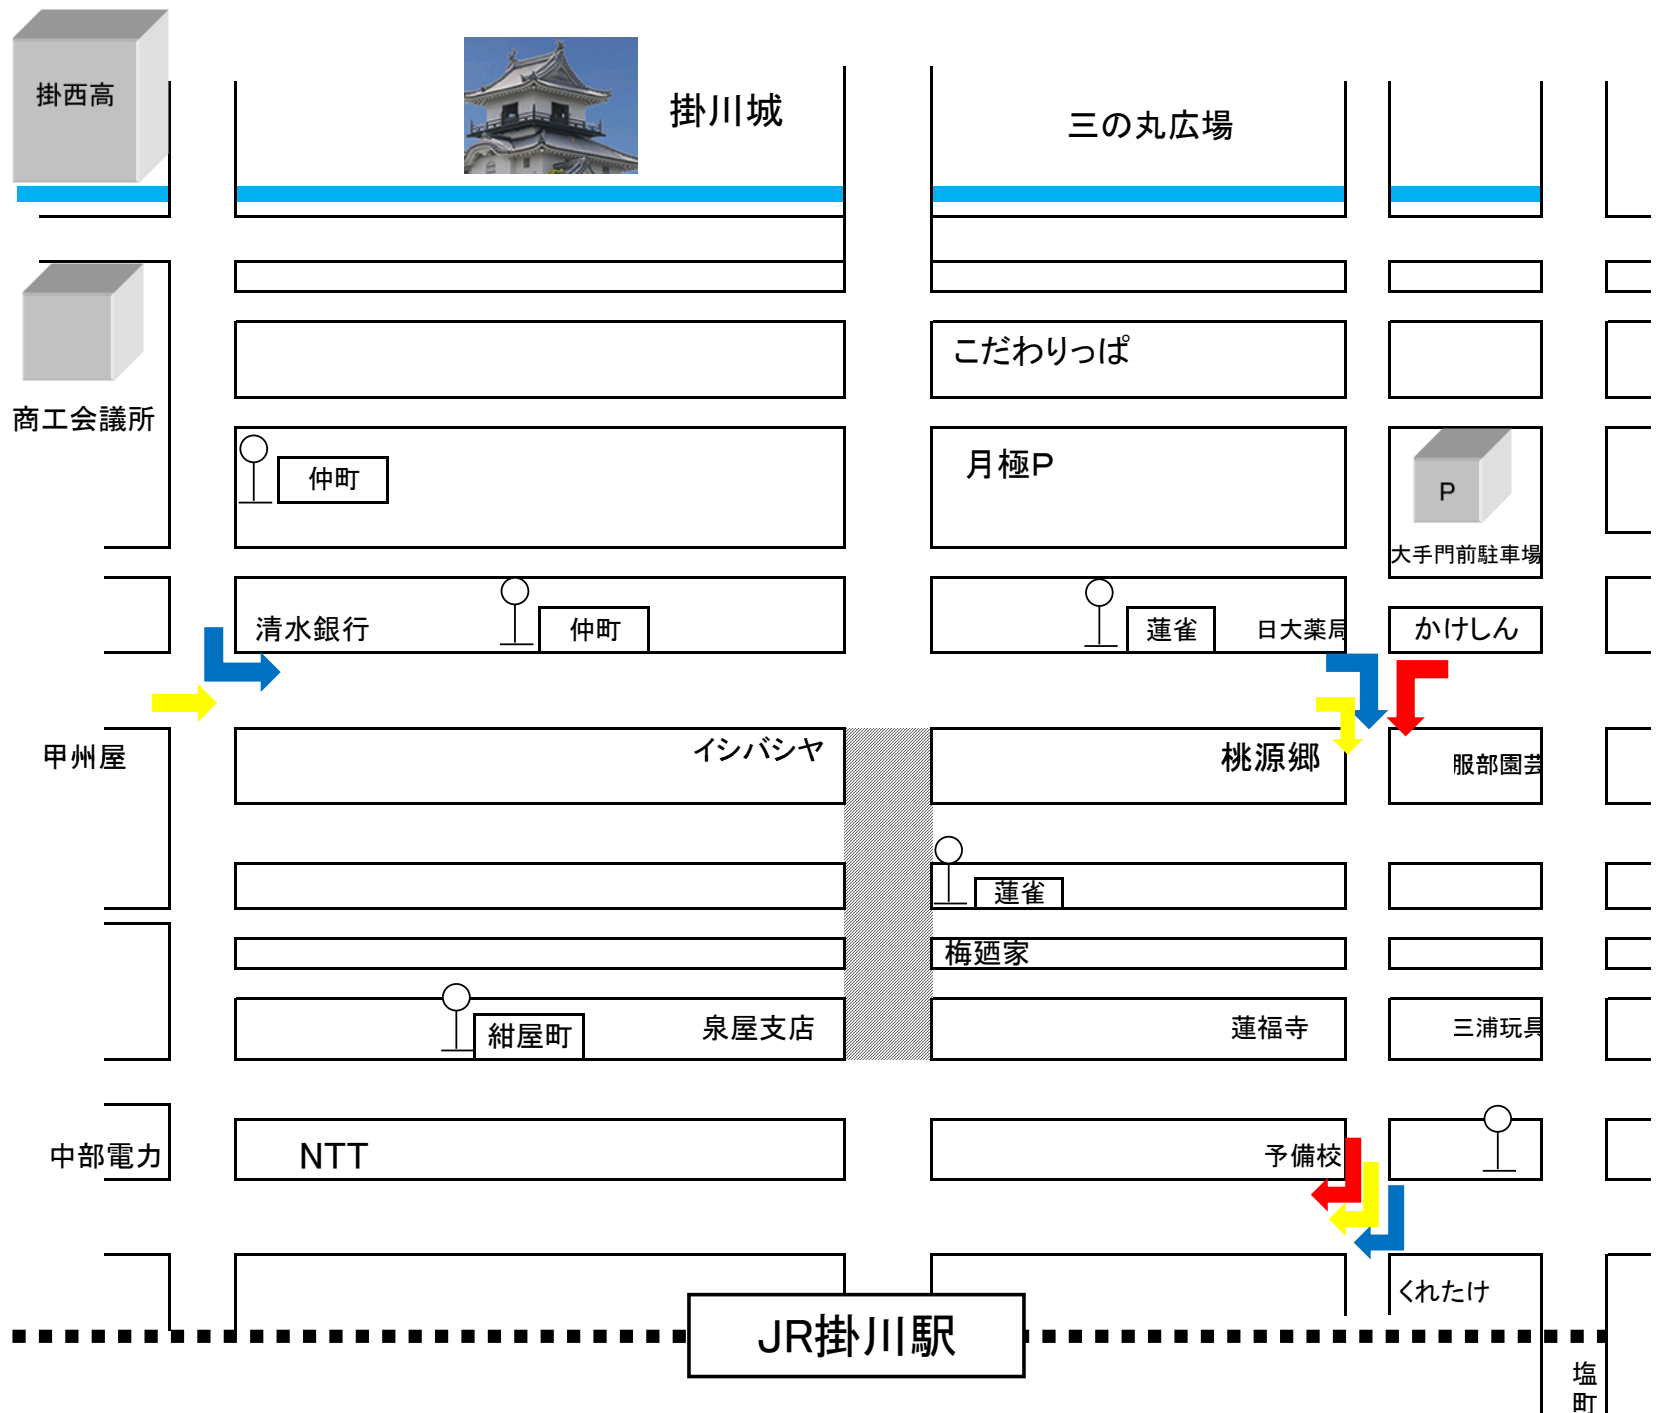 掛西高
掛川城
三の丸広場
こだわりっぱ
商工会議所
仲町
月極P
P
大手門前駐車場
清水銀行
仲町
蓮雀
日大薬局
かけしん
甲州屋
イシバシヤ
桃源郷
服部園芸
蓮雀
梅廼家
紺屋町
泉屋支店
蓮福寺
三浦玩具
中部電力
NTT
予備校
くれたけ
JR掛川駅
塩町